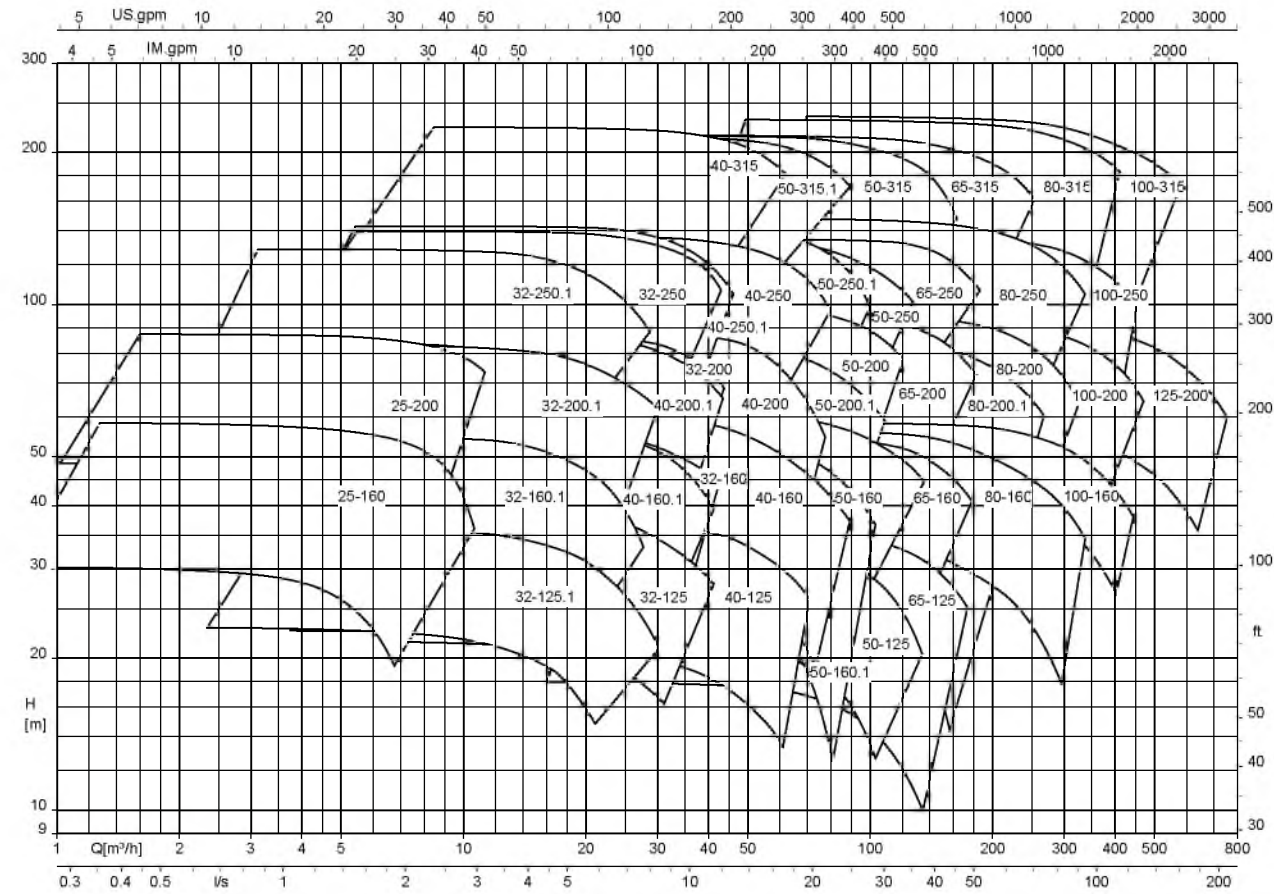 5 US.gpm 10 20 30 40 50 100 200 300 400 500 1000 2000 3000
4 5 IM.gpm 10 20 30 40 50 100 200 300 400 500 1000 2000
300
200
40-315
50-315.1 50-315 65-315 80-315 100-315
500
400
32-250.1 32-250 40-250 50-250.1 65-250 80-250 100-250
100
50-250
40-250.1
300
32-200 50-200 80-200
25-200 32-200.1 40-200.1 40-200 50-200.1 65-200 80-200.1 100-200 125-200
200
50
32-160
25-160 32-160.1 40-160.1 40-160 50-160 65-160 80-160 100-160
40
30
100
32-125.1 32-125 40-125 65-125
ft
20
50-125
50-160.1
H
[m]
50
40
10
9
30
1 Q[m³/h] 2 3 4 5 10 20 30 40 50 100 200 300 400 500 800
0.3 0.4 0.5 l/s 1 2 3 4 5 10 20 30 40 50 100 200